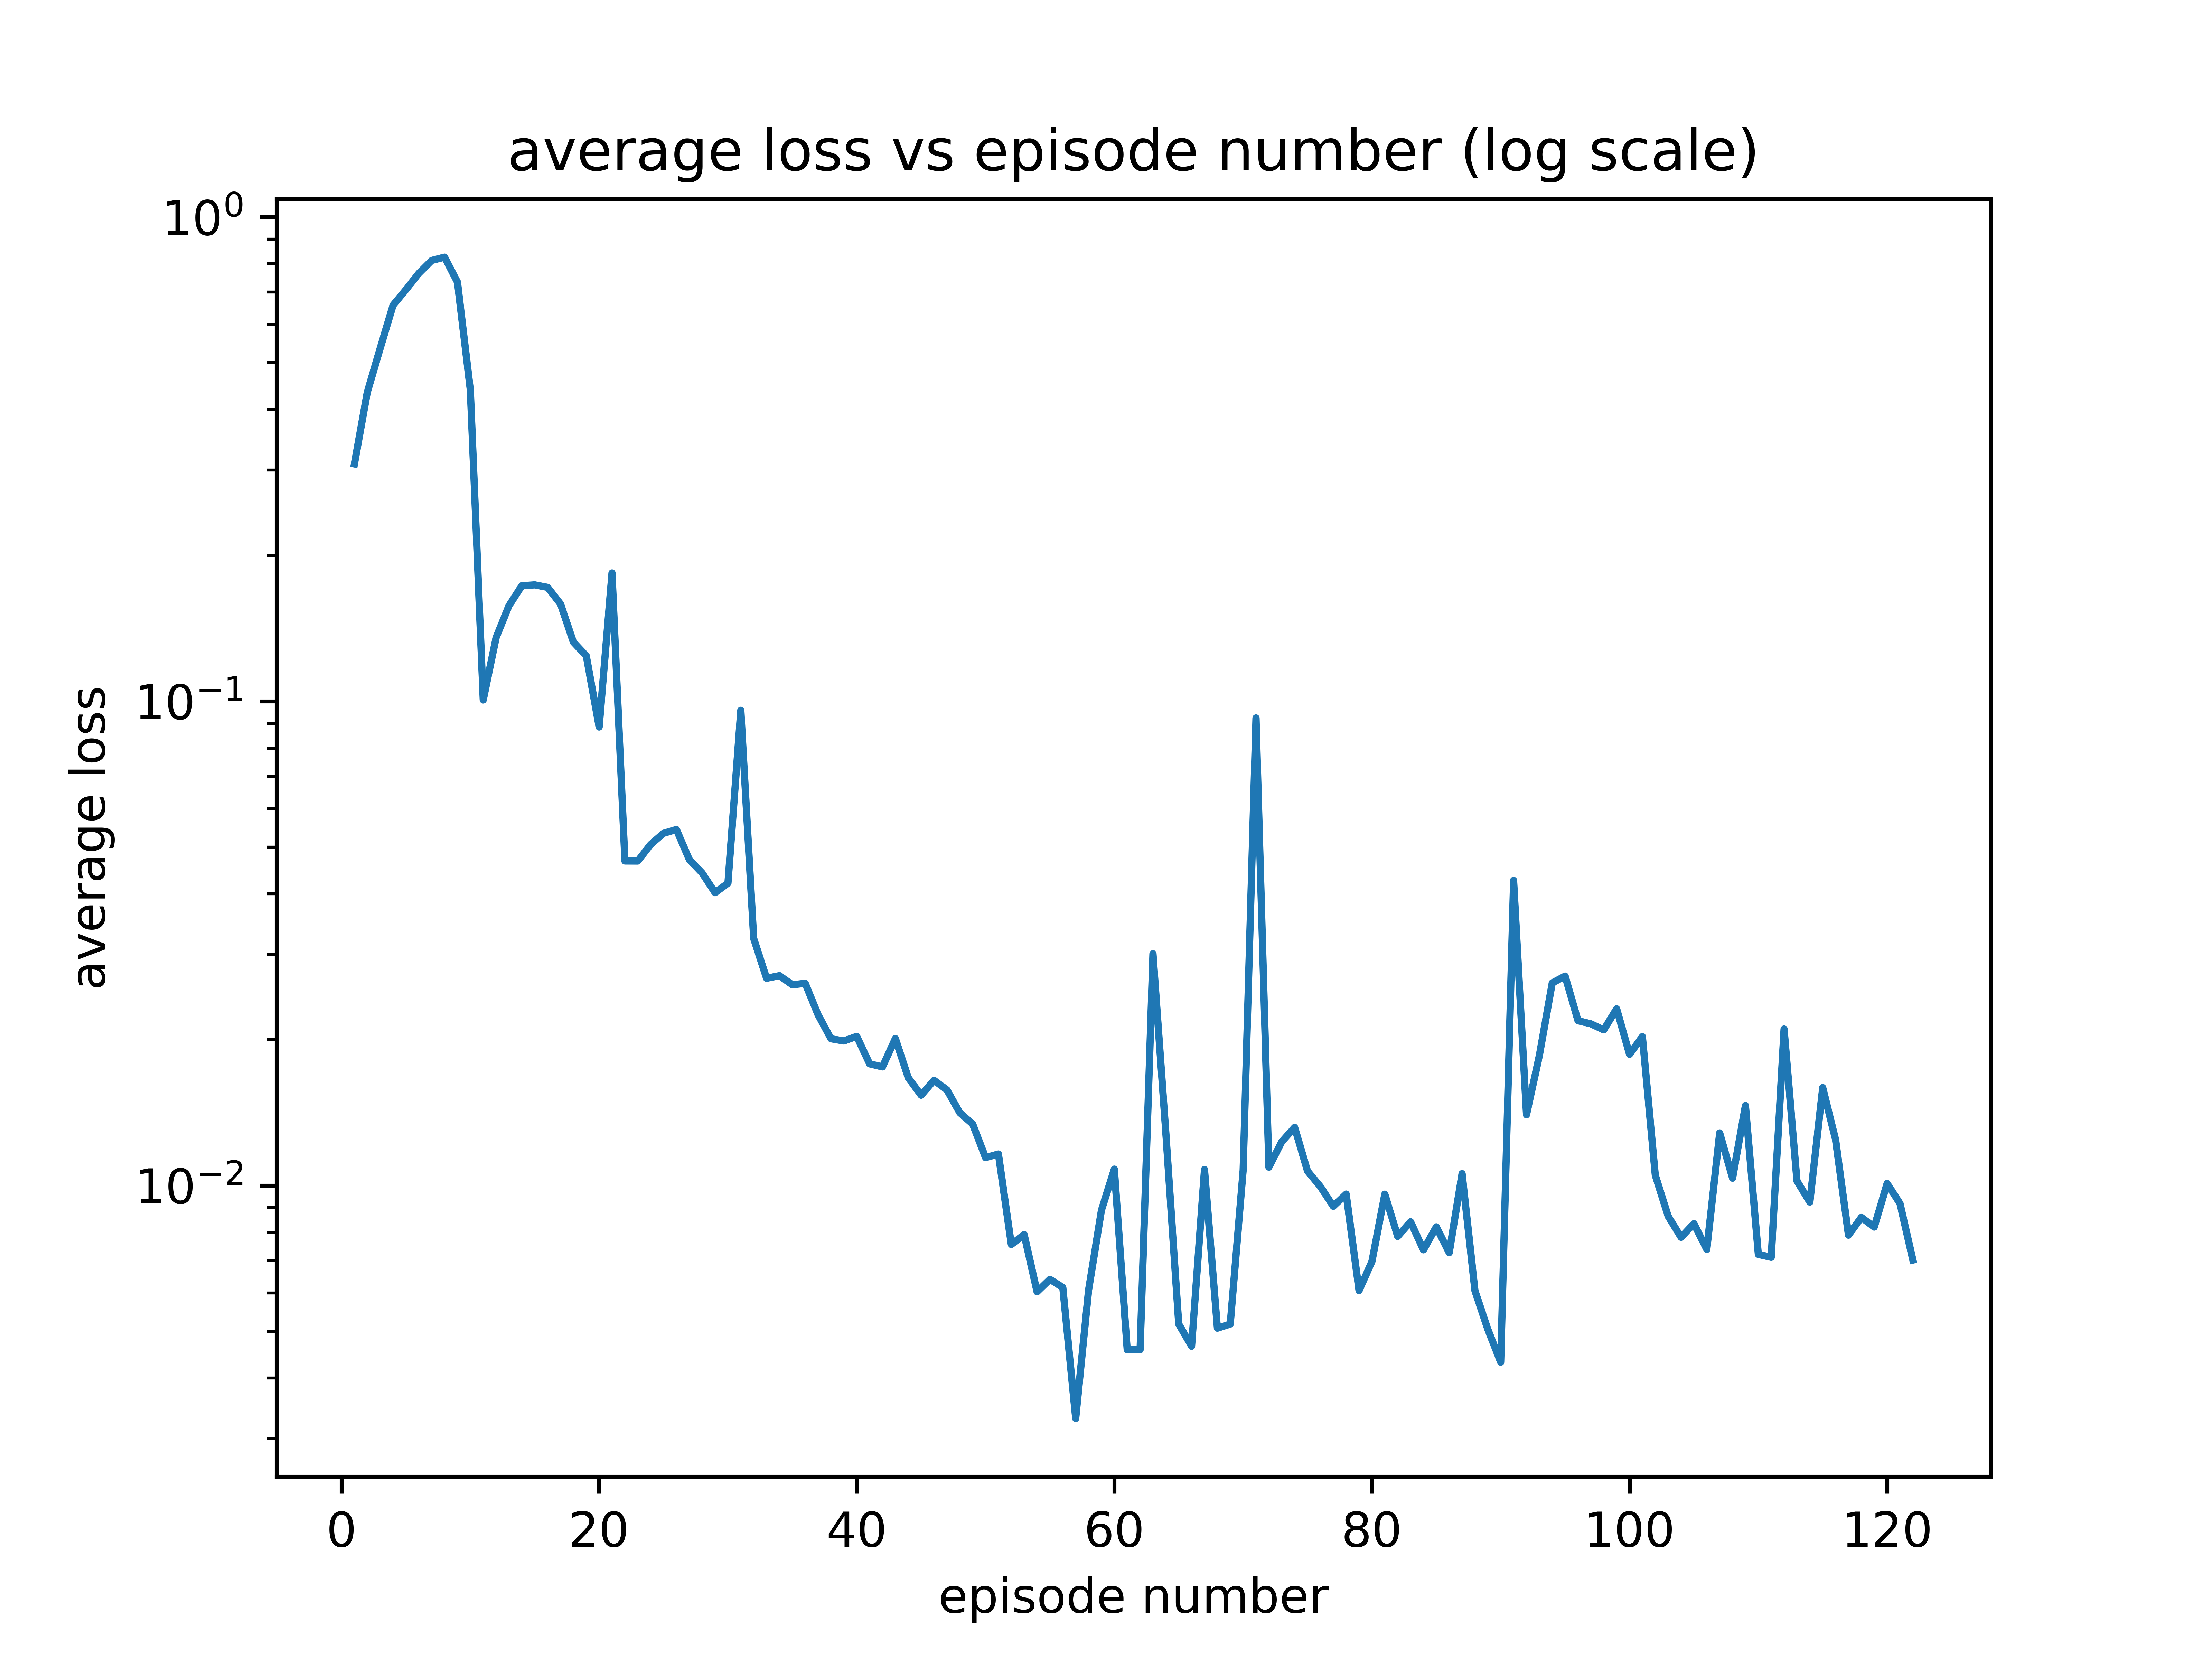 average loss vs episode number (log scale)
average loss
10⁰
10⁻¹
10⁻²
0 20 40 60 80 100 120
episode number